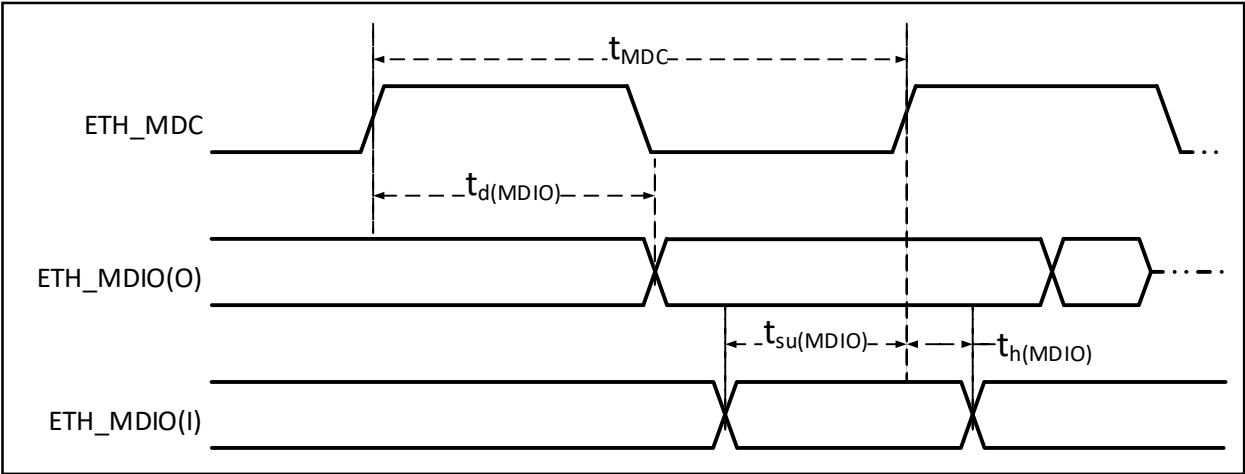 tMDC
ETH_MDC
td(MDIO)
ETH_MDIO(O)
tsu(MDIO)
th(MDIO)
ETH_MDIO(I)